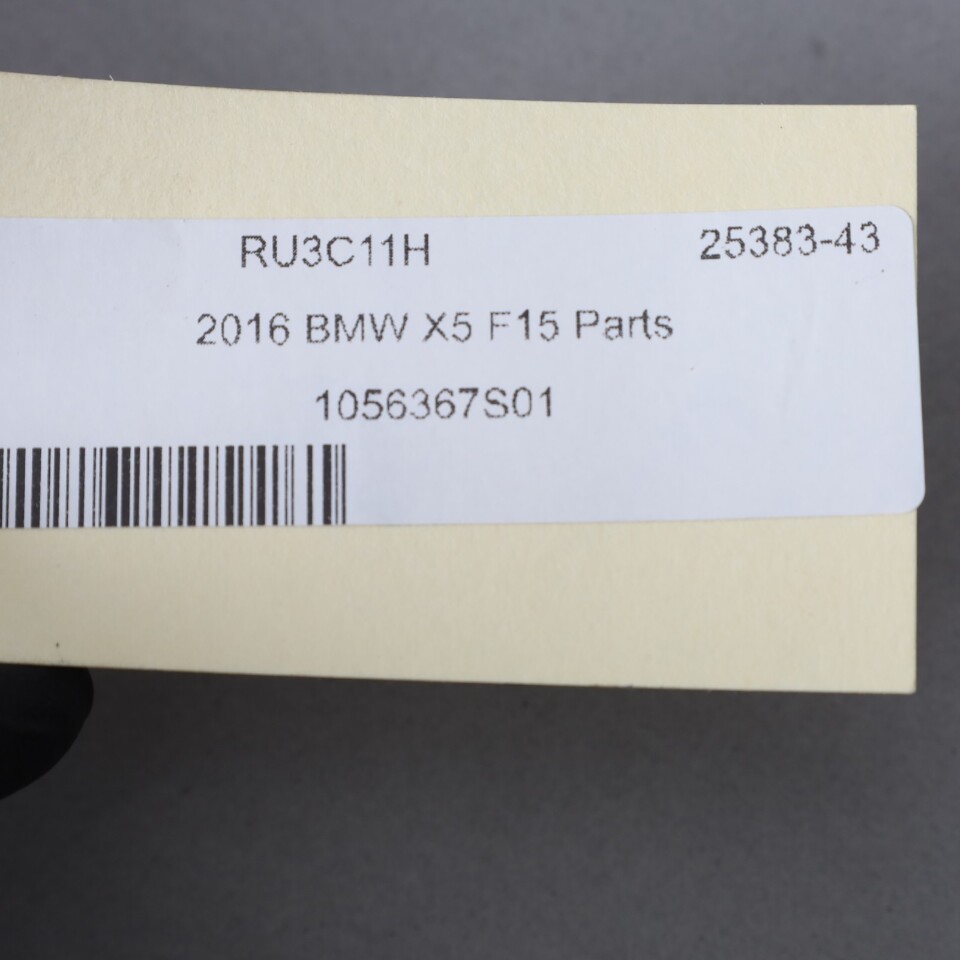 RU3C11H 25383-43
2016 BMW X5 F15 Parts
1056367S01